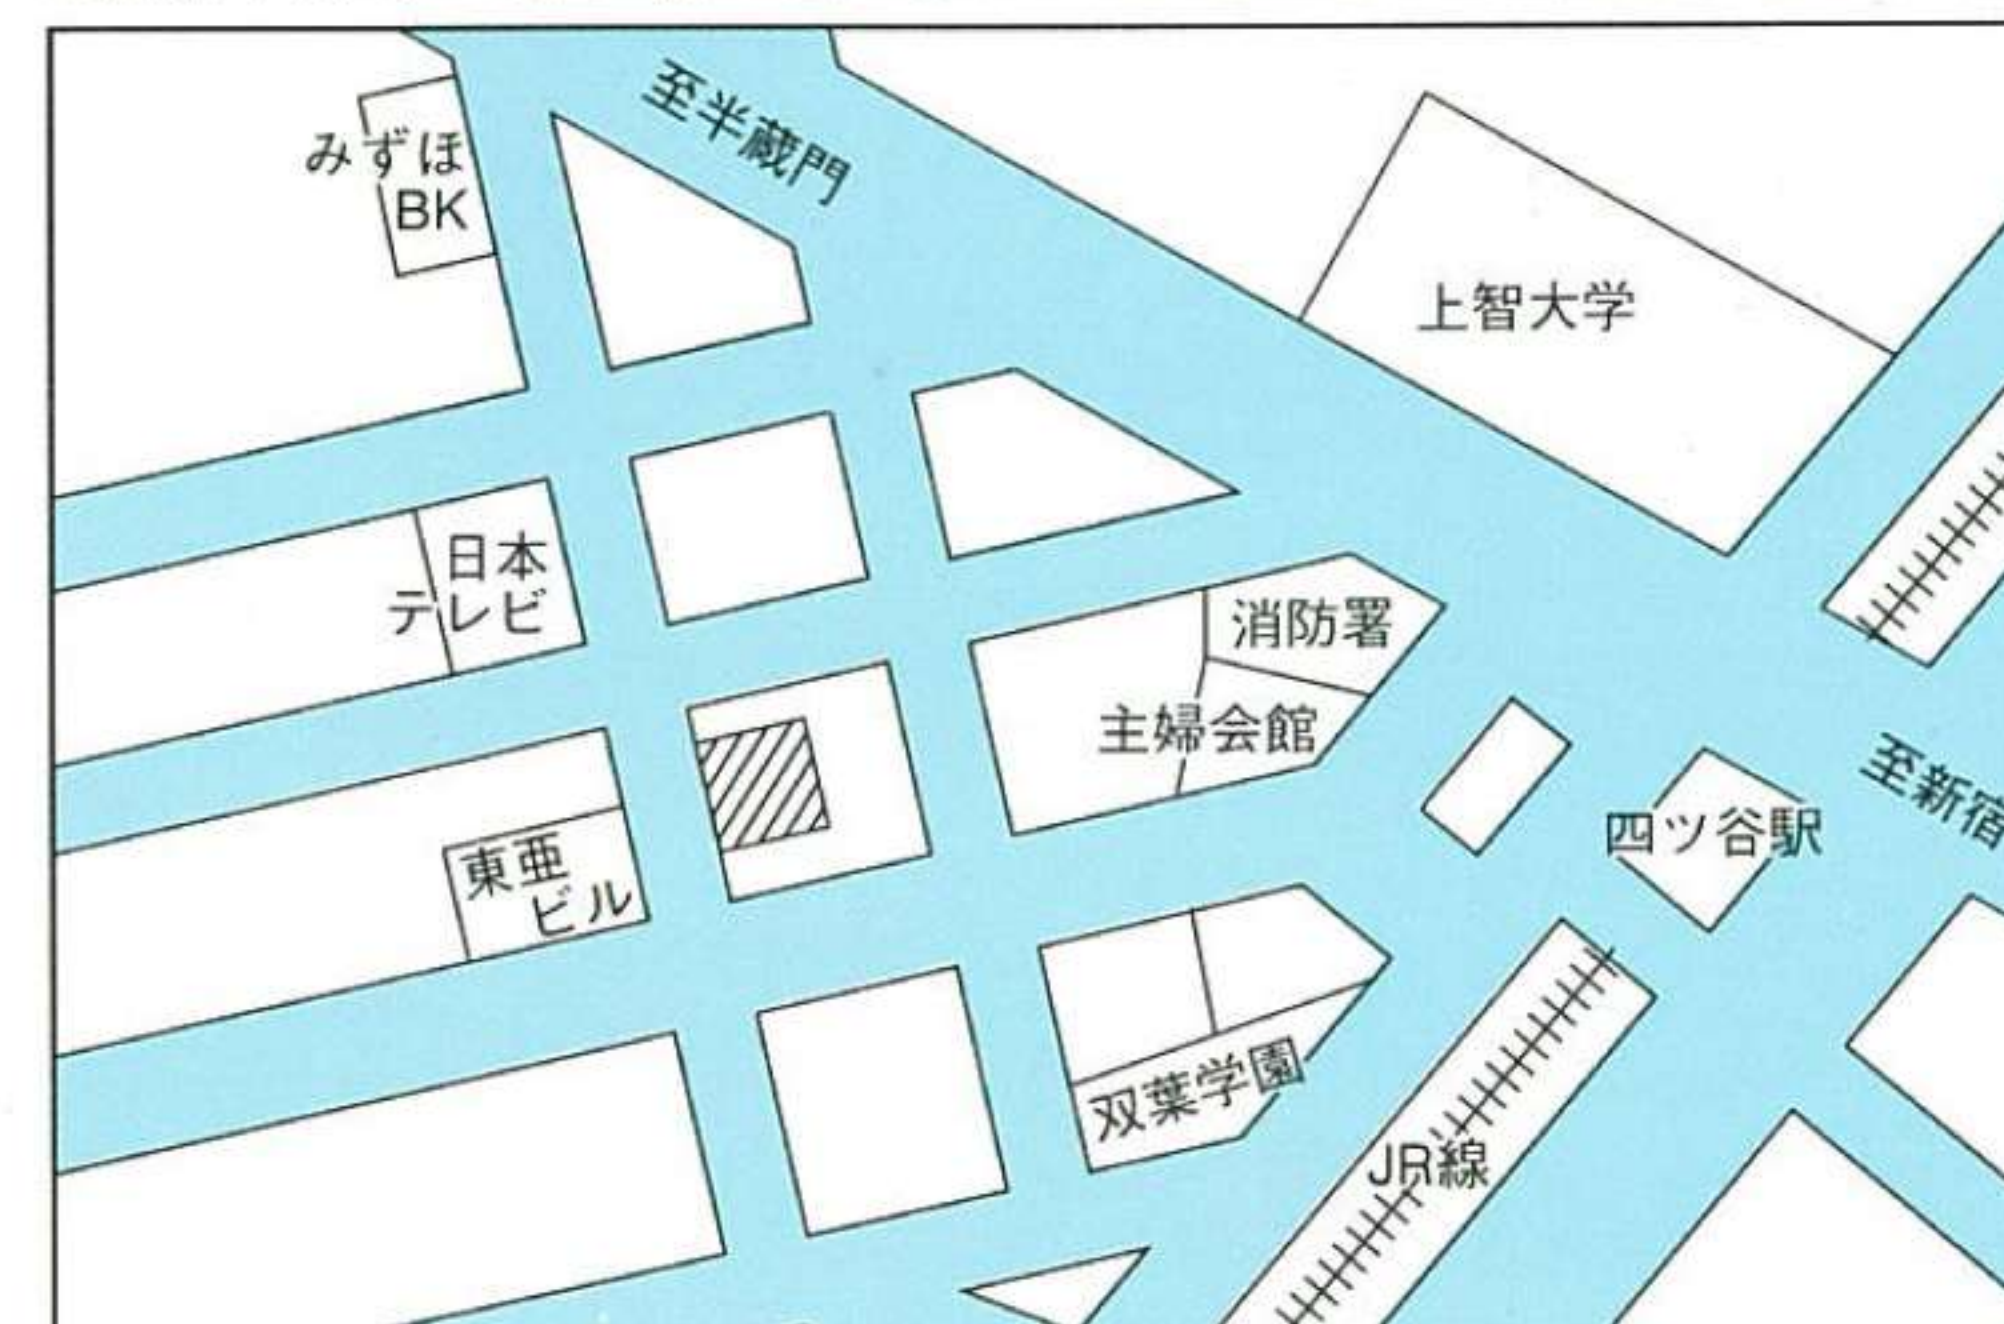 至半蔵門
みずほ
BK
上智大学
日本
テレビ
消防署
主婦会館
至新宿
四ツ谷駅
東亜
ビル
双葉学園
JR線